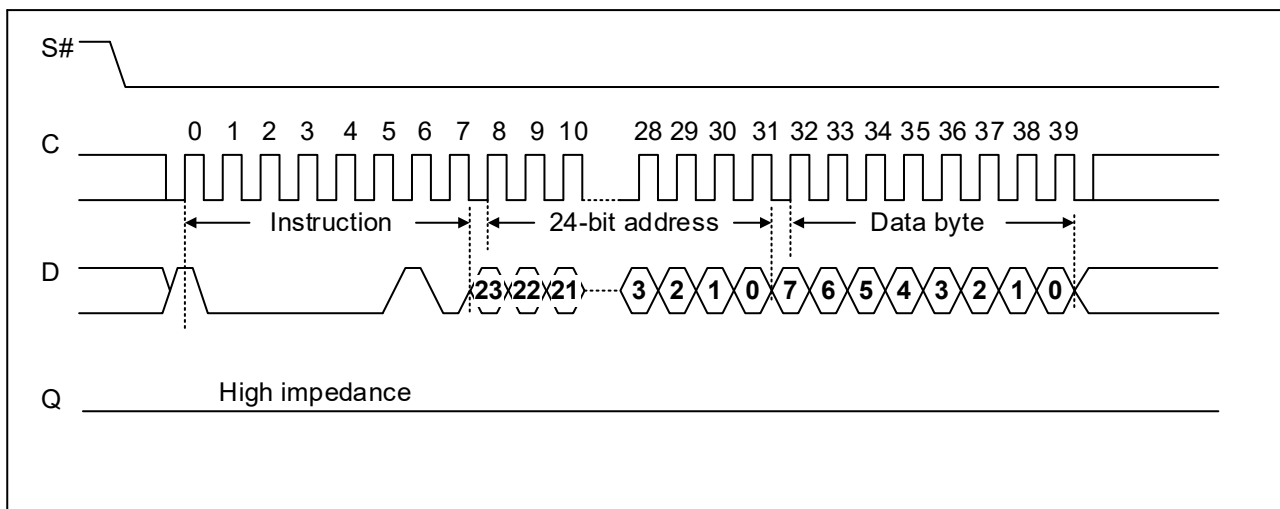 S#
C 0 1 2 3 4 5 6 7 8 9 10 28 29 30 31 32 33 34 35 36 37 38 39
Instruction 24-bit address Data byte
D 23 22 21 3 2 1 0 7 6 5 4 3 2 1 0
High impedance
Q